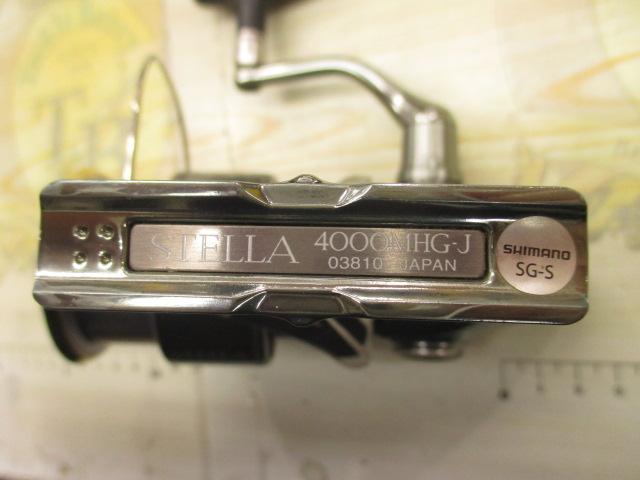 STELLA 4000MHG-J
03810 JAPAN
SHIMANO
SG-S